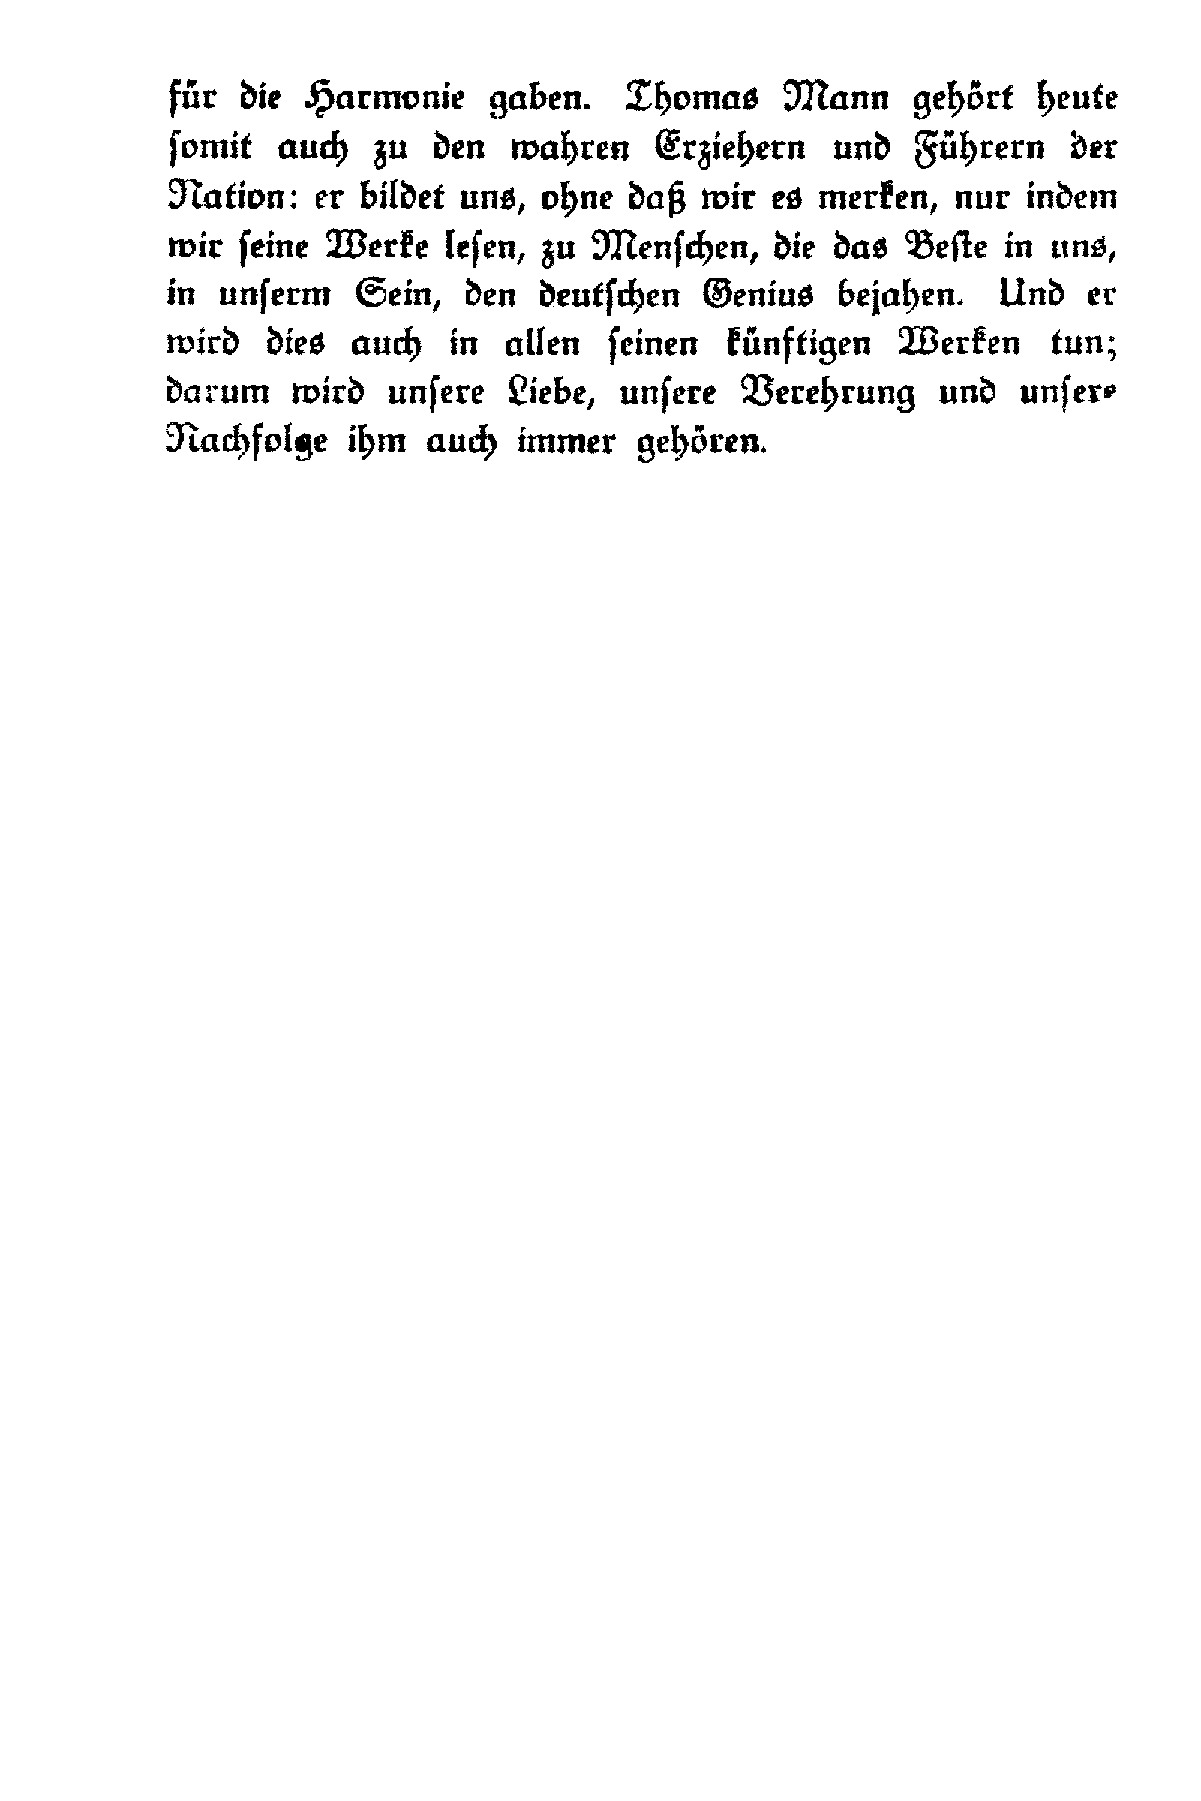 für die Harmonie gaben. Thomas Mann gehört heute
somit auch zu den wahren Erziehern und Führern der
Nation: er bildet uns, ohne daß wir es merken, nur indem
wir seine Werke lesen, zu Menschen, die das Beste in uns,
in unserm Sein, den deutschen Genius bejahen. Und er
wird dies auch in allen seinen künftigen Werken tun;
darum wird unsere Liebe, unsere Verehrung und unsere
Nachfolge ihm auch immer gehören.